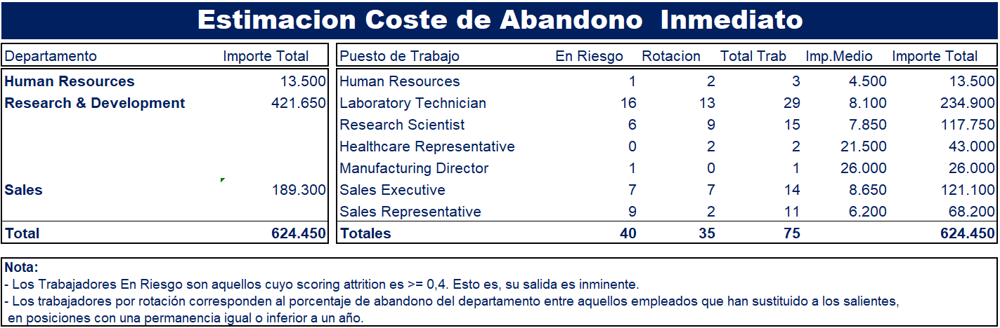 Estimacion Coste de Abandono  Inmediato
Departamento Importe Total
Human Resources 13.500
Research & Development 421.650
Sales 189.300
Total 624.450
Puesto de Trabajo En Riesgo Rotacion Total Trab Imp.Medio Importe Total
Human Resources 1 2 3 4.500 13.500
Laboratory Technician 16 13 29 8.100 234.900
Research Scientist 6 9 15 7.850 117.750
Healthcare Representative 0 2 2 21.500 43.000
Manufacturing Director 1 0 1 26.000 26.000
Sales Executive 7 7 14 8.650 121.100
Sales Representative 9 2 11 6.200 68.200
Totales 40 35 75 624.450
Nota:
- Los Trabajadores En Riesgo son aquellos cuyo scoring attrition es >= 0,4. Esto es, su salida es inminente.
- Los trabajadores por rotación corresponden al porcentaje de abandono del departamento entre aquellos empleados que han sustituido a los salientes,
en posiciones con una permanencia igual o inferior a un año.